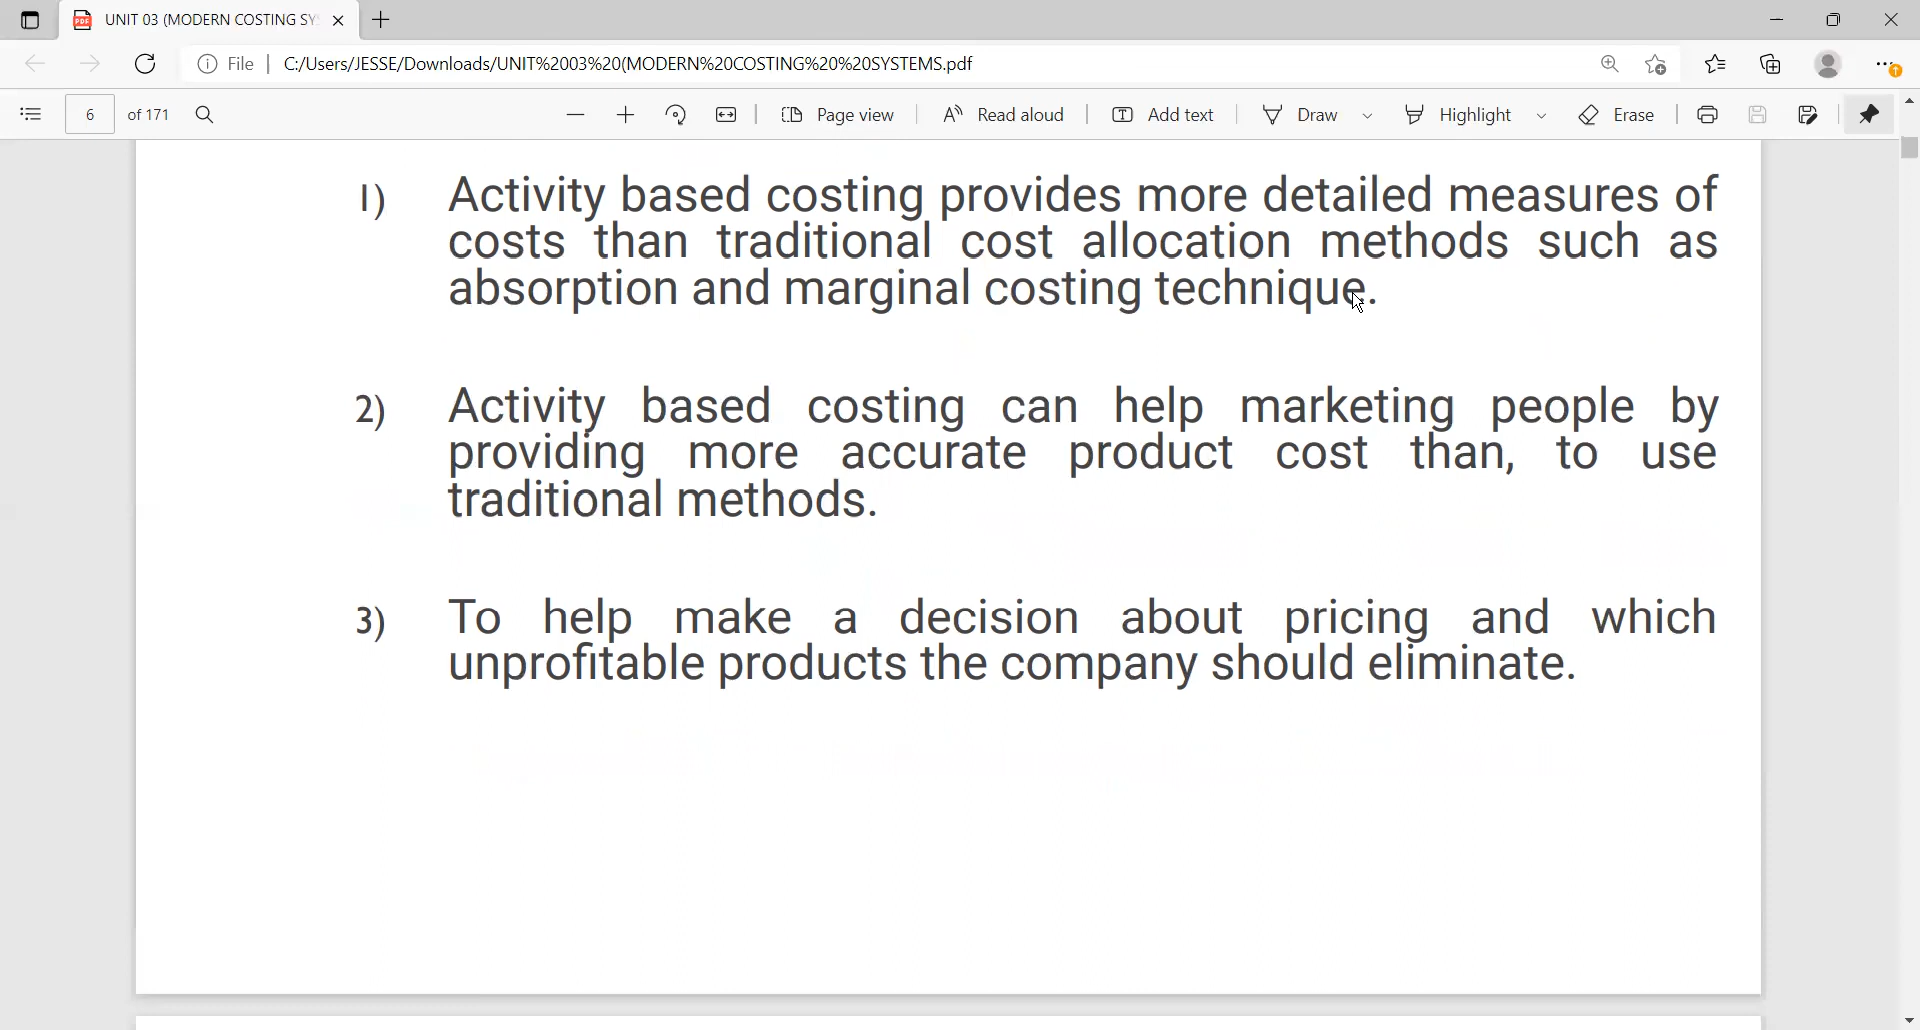 UNIT 03 (MODERN COSTING SY
File
C:/Users/JESSE/Downloads/UNIT%2003%20(MODERN%20COSTING%20%20SYSTEMS.pdf
6 of 171
Page view
Read aloud
Add text
Draw
Highlight
Erase
1) Activity based costing provides more detailed measures of
costs than traditional cost allocation methods such as
absorption and marginal costing technique.
2) Activity based costing can help marketing people by
providing more accurate product cost than, to use
traditional methods.
3) To help make a decision about pricing and which
unprofitable products the company should eliminate.